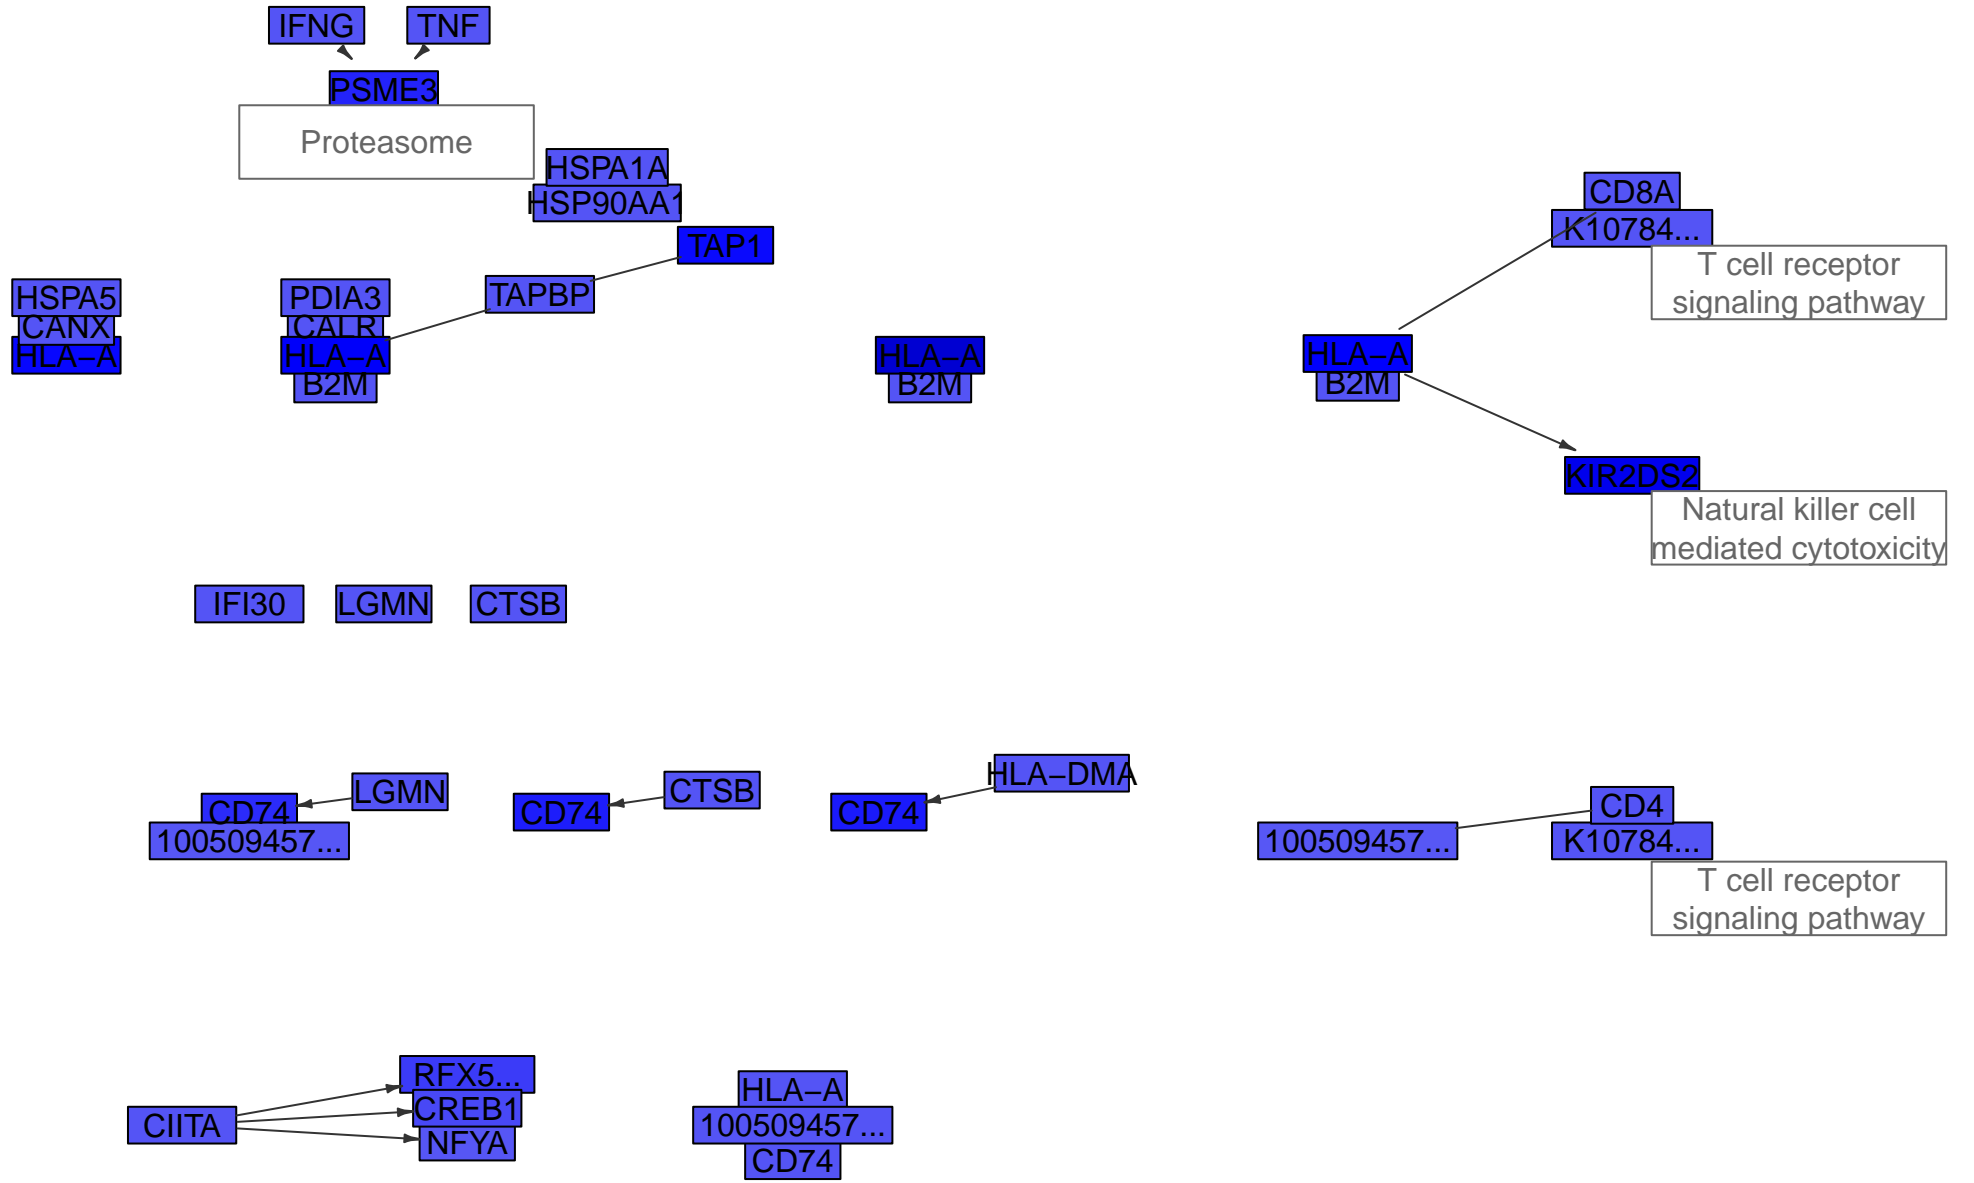 IFNG
TNF
PSME3
Proteasome
HSPA1A
HSP90AA1
TAP1
TAPBP
HSPA5
CANX
HLA−A
PDIA3
CALR
HLA−A
B2M
HLA−A
B2M
CD8A
K10784...
T cell receptor
signaling pathway
HLA−A
B2M
KIR2DS2
Natural killer cell
mediated cytotoxicity
IFI30
LGMN
CTSB
CD74
100509457...
LGMN
CD74
CTSB
CD74
HLA−DMA
100509457...
CD4
K10784...
T cell receptor
signaling pathway
CIITA
RFX5...
CREB1
NFYA
HLA−A
100509457...
CD74